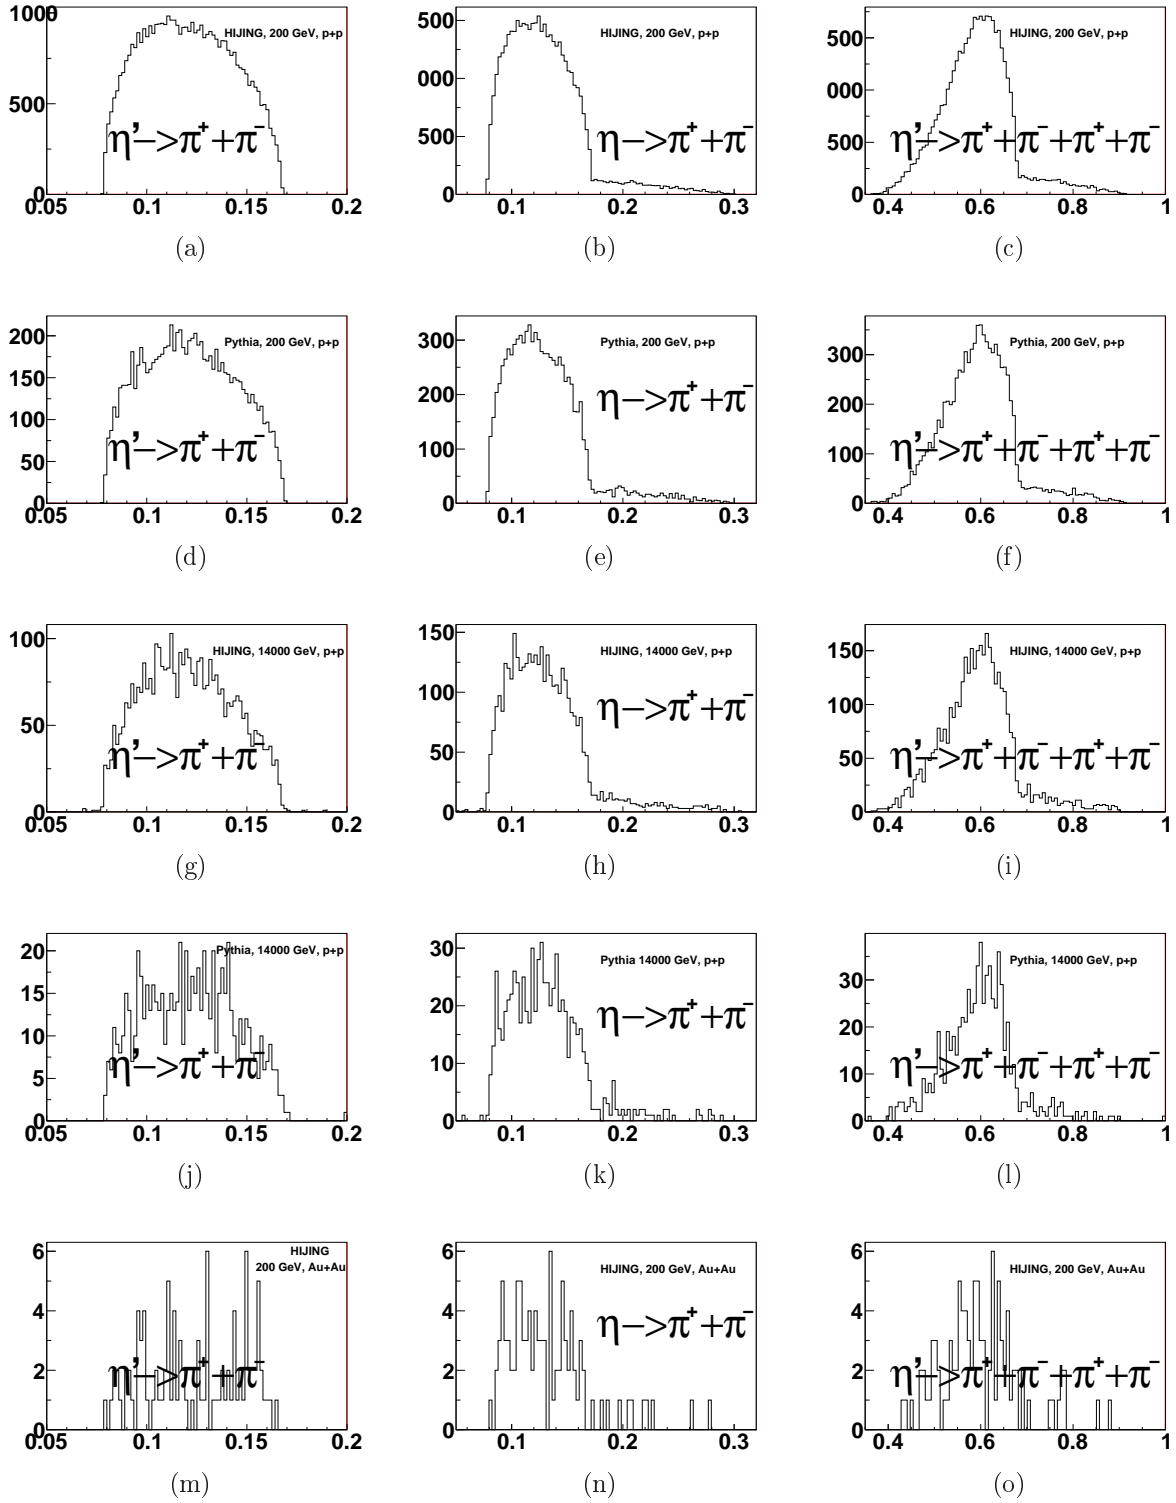 1000
500
0
0.05 0.1 0.15 0.2
HIJING, 200 GeV, p+p
η'−>π⁺+π⁻
(a)
500
000
500
0
0.1 0.2 0.3
HIJING, 200 GeV, p+p
η−>π⁺+π⁻
(b)
500
000
500
0
0.4 0.6 0.8 1
HIJING, 200 GeV, p+p
η'−>π⁺+π⁻+π⁺+π⁻
(c)
200
150
100
50
0
0.05 0.1 0.15 0.2
Pythia, 200 GeV, p+p
η'−>π⁺+π⁻
(d)
300
200
100
0
0.1 0.2 0.3
Pythia, 200 GeV, p+p
η−>π⁺+π⁻
(e)
300
200
100
0
0.4 0.6 0.8 1
Pythia, 200 GeV, p+p
η'−>π⁺+π⁻+π⁺+π⁻
(f)
100
50
0
0.05 0.1 0.15 0.2
HIJING, 14000 GeV, p+p
η'−>π⁺+π⁻
(g)
150
100
50
0
0.1 0.2 0.3
HIJING, 14000 GeV, p+p
η−>π⁺+π⁻
(h)
150
100
50
0
0.4 0.6 0.8 1
HIJING, 14000 GeV, p+p
η'−>π⁺+π⁻+π⁺+π⁻
(i)
20
15
10
5
0
0.05 0.1 0.15 0.2
Pythia, 14000 GeV, p+p
η'−>π⁺+π⁻
(j)
30
20
10
0
0.1 0.2 0.3
Pythia 14000 GeV, p+p
η−>π⁺+π⁻
(k)
30
20
10
0
0.4 0.6 0.8 1
Pythia, 14000 GeV, p+p
η'−>π⁺+π⁻+π⁺+π⁻
(l)
6
4
2
0
0.05 0.1 0.15 0.2
HIJING
200 GeV, Au+Au
η'−>π⁺+π⁻
(m)
6
4
2
0
0.1 0.2 0.3
HIJING, 200 GeV, Au+Au
η−>π⁺+π⁻
(n)
6
4
2
0
0.4 0.6 0.8 1
HIJING, 200 GeV, Au+Au
η'−>π⁺+π⁻+π⁺+π⁻
(o)